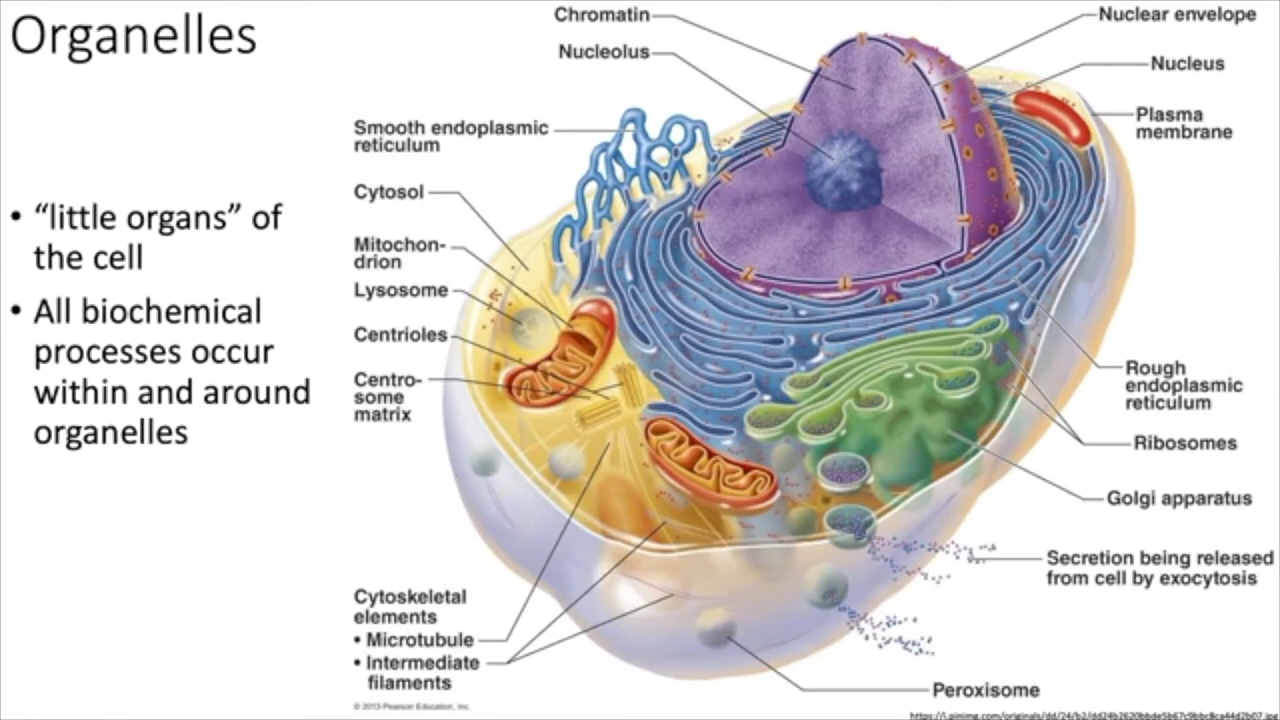 Organelles
• “little organs” of
the cell
• All biochemical
processes occur
within and around
organelles
Chromatin
Nucleolus
Smooth endoplasmic
reticulum
Cytosol
Mitochon-
drion
Lysosome
Centrioles
Centro-
some
matrix
Cytoskeletal
elements
• Microtubule
• Intermediate
filaments
© 2013 Pearson Education, Inc.
Nuclear envelope
Nucleus
Plasma
membrane
Rough
endoplasmic
reticulum
Ribosomes
Golgi apparatus
Secretion being released
from cell by exocytosis
Peroxisome